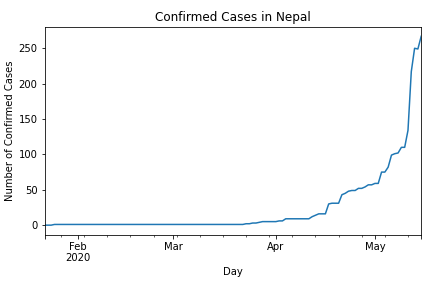 Confirmed Cases in Nepal
Number of Confirmed Cases
250
200
150
100
50
0
Feb
2020
Mar
Apr
May
Day